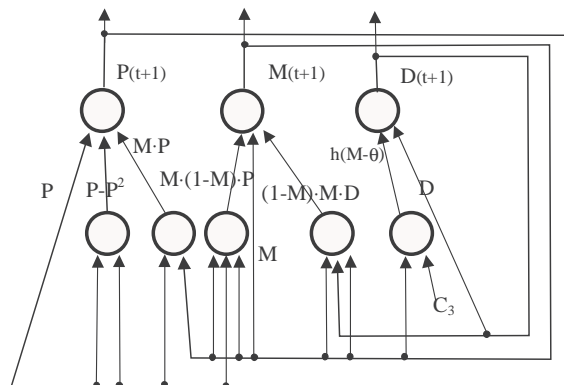 P(t+1) M(t+1) D(t+1)
M·P h(M-θ)
P P-P² M·(1-M)·P (1-M)·M·D D
M
C₃